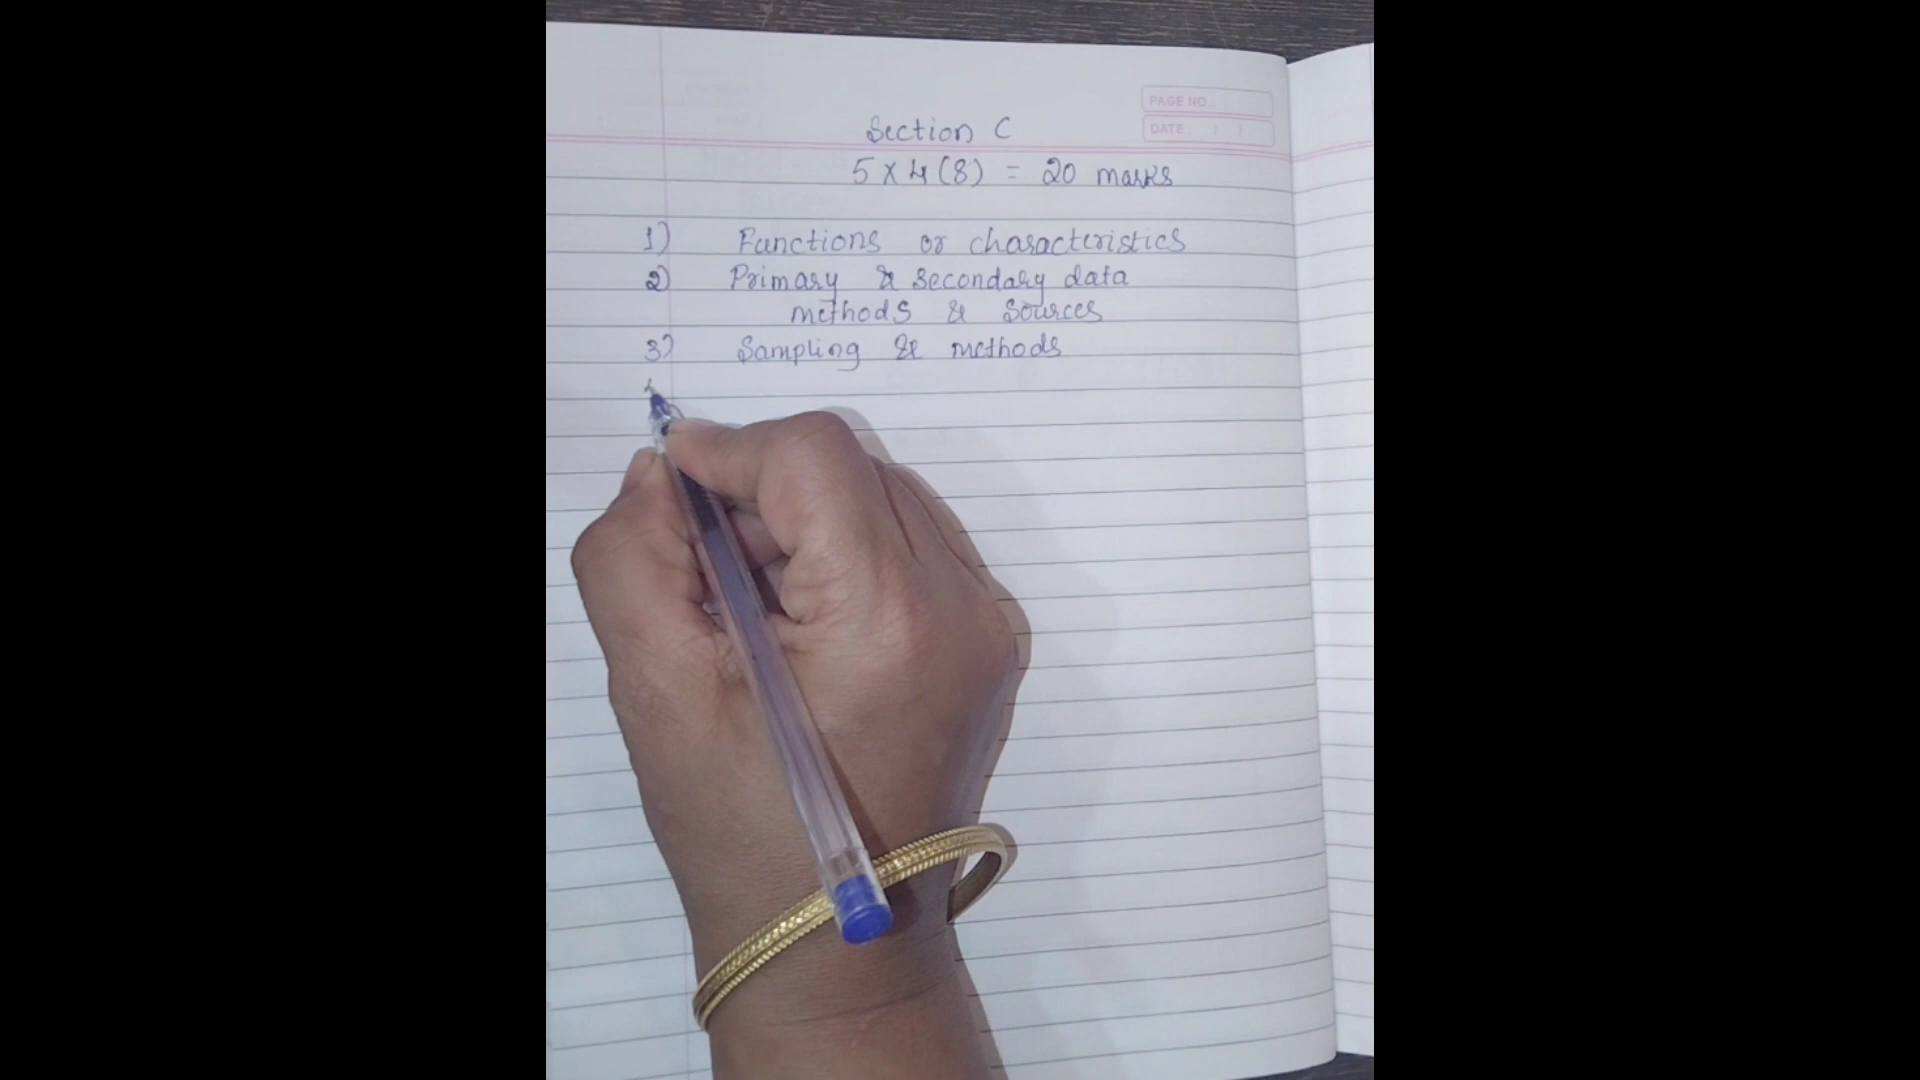 PAGE NO.
DATE: / /
Section C
5 x 4 (8) = 20 marks
1) Functions or characteristics
2) Primary & Secondary data
methods & Sources
3) Sampling & methods